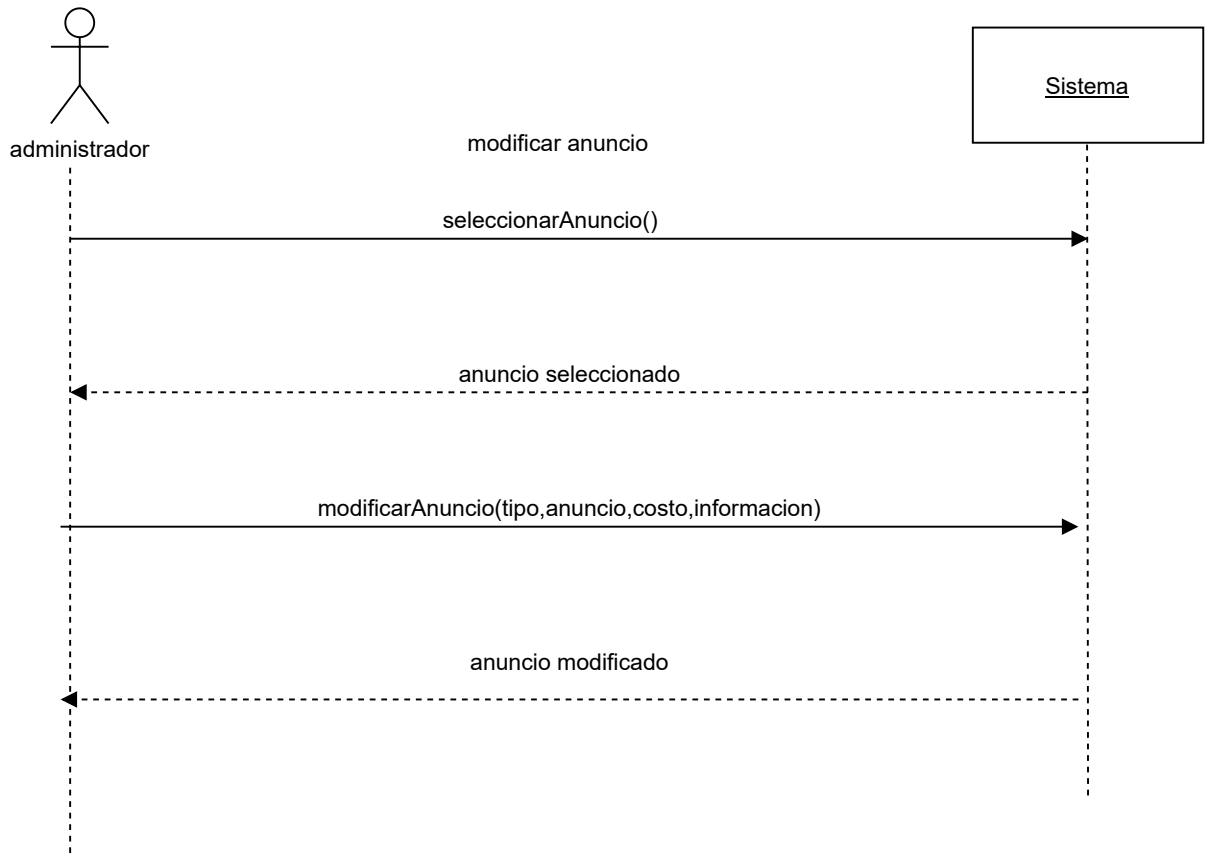 Sistema
administrador
modificar anuncio
seleccionarAnuncio()
anuncio seleccionado
modificarAnuncio(tipo,anuncio,costo,informacion)
anuncio modificado